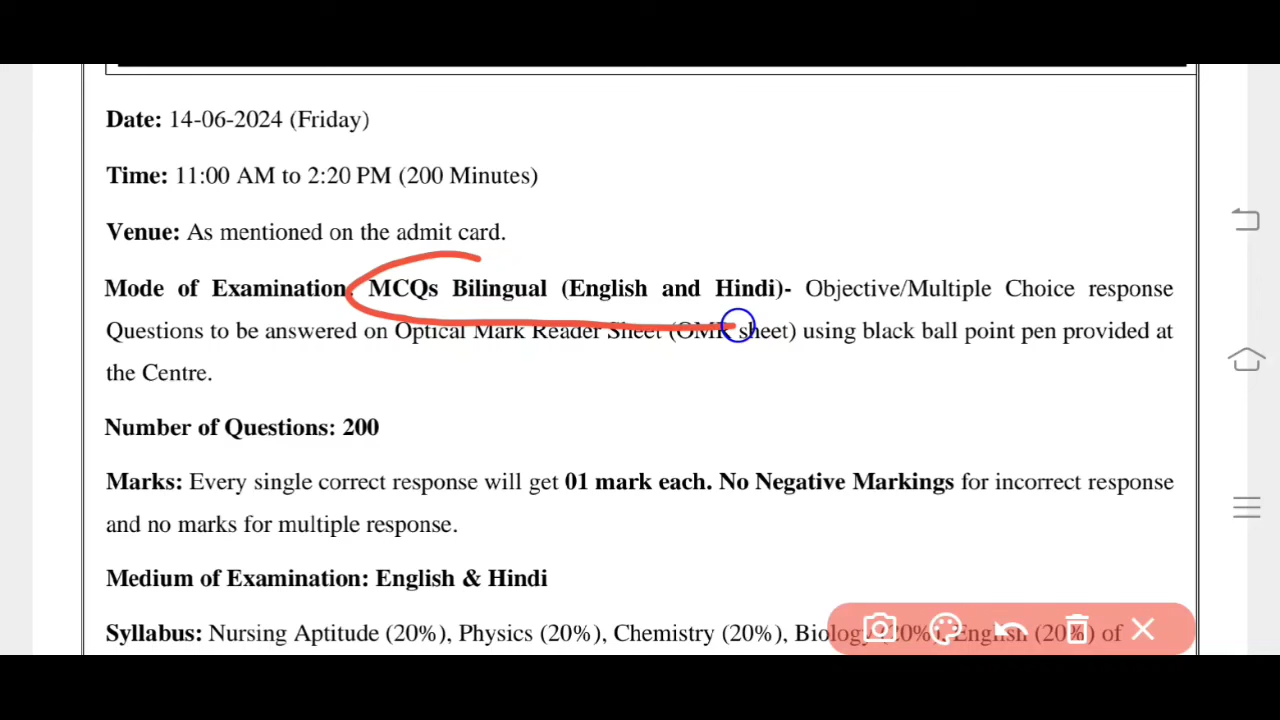 Date: 14-06-2024 (Friday)
Time: 11:00 AM to 2:20 PM (200 Minutes)
Venue: As mentioned on the admit card.
Mode of Examination: MCQs Bilingual (English and Hindi)- Objective/Multiple Choice response
Questions to be answered on Optical Mark Reader Sheet (OMR sheet) using black ball point pen provided at
the Centre.
Number of Questions: 200
Marks: Every single correct response will get 01 mark each. No Negative Markings for incorrect response
and no marks for multiple response.
Medium of Examination: English & Hindi
Syllabus: Nursing Aptitude (20%), Physics (20%), Chemistry (20%), Biology (20%), English (20%) of